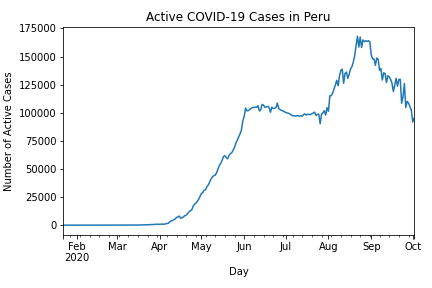 Active COVID-19 Cases in Peru
Number of Active Cases
175000
150000
125000
100000
75000
50000
25000
0
Feb Mar Apr May Jun Jul Aug Sep Oct
2020
Day